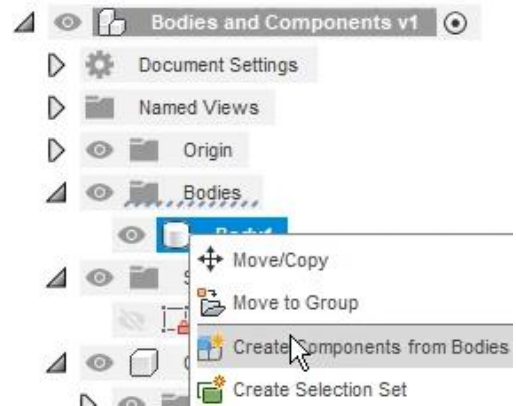 Bodies and Components v1
Document Settings
Named Views
Origin
Bodies
Move/Copy
Move to Group
Create Components from Bodies
Create Selection Set